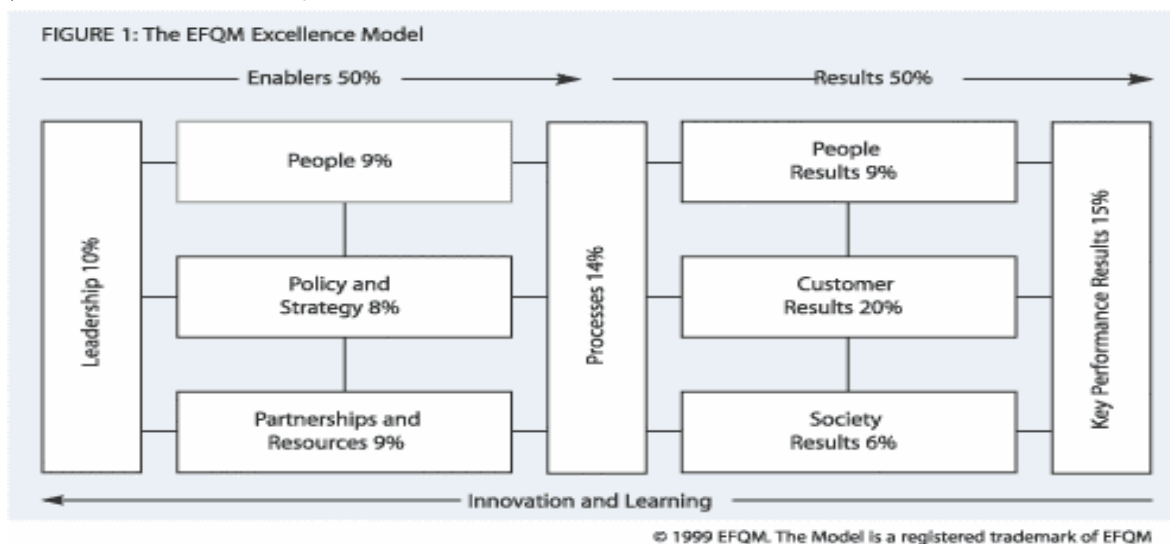 FIGURE 1: The EFQM Excellence Model
Enablers 50%
Results 50%
Leadership 10%
People 9%
Policy and
Strategy 8%
Partnerships and
Resources 9%
Processes 14%
People
Results 9%
Customer
Results 20%
Society
Results 6%
Key Performance Results 15%
Innovation and Learning
© 1999 EFQM. The Model is a registered trademark of EFQM